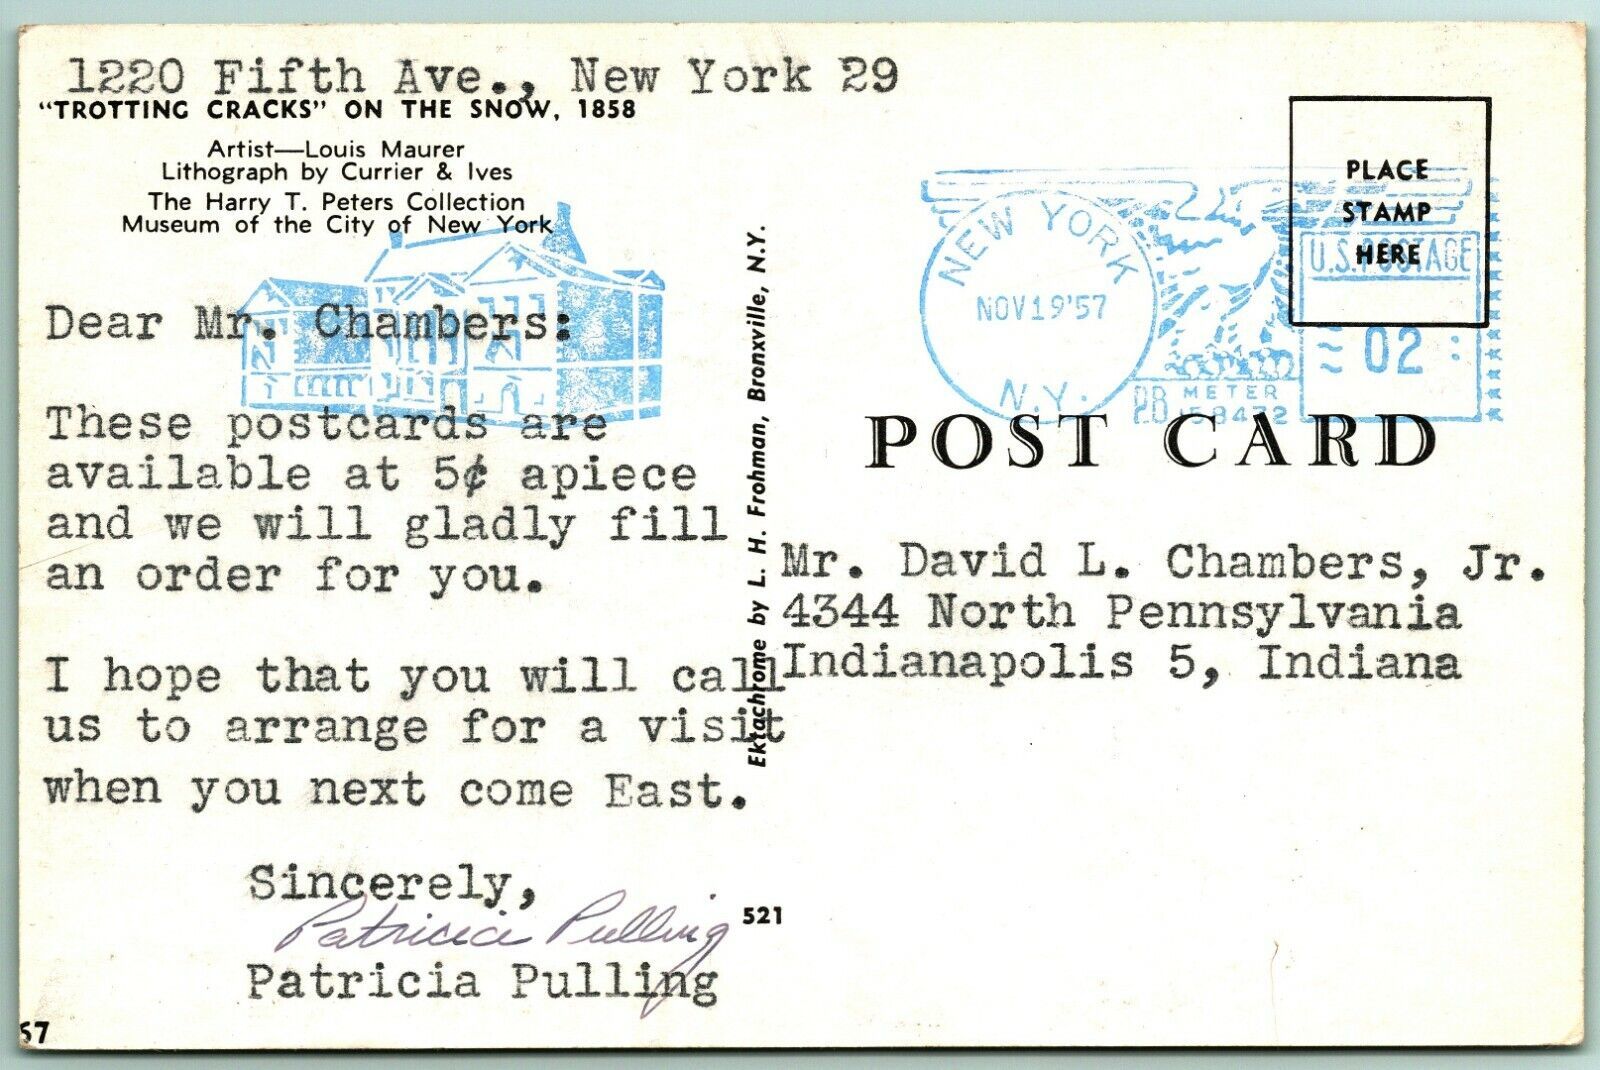 1220 Fifth Ave., New York 29
"TROTTING CRACKS" ON THE SNOW, 1858
Artist—Louis Maurer
Lithograph by Currier & Ives
The Harry T. Peters Collection
Museum of the City of New York
Dear Mr. Chambers:
These postcards are
available at 5¢ apiece
and we will gladly fill
an order for you.
I hope that you will call
us to arrange for a visit
when you next come East.
Sincerely,
Patricia Pulling
Patricia Pulling
57
521
Ektachrome by L. H. Frohman, Bronxville, N.Y.
PLACE
STAMP
HERE
NEW YORK
NOV 19 '57
N.Y.
U.S. POSTAGE
02
PB METER
158472
POST CARD
Mr. David L. Chambers, Jr.
4344 North Pennsylvania
Indianapolis 5, Indiana